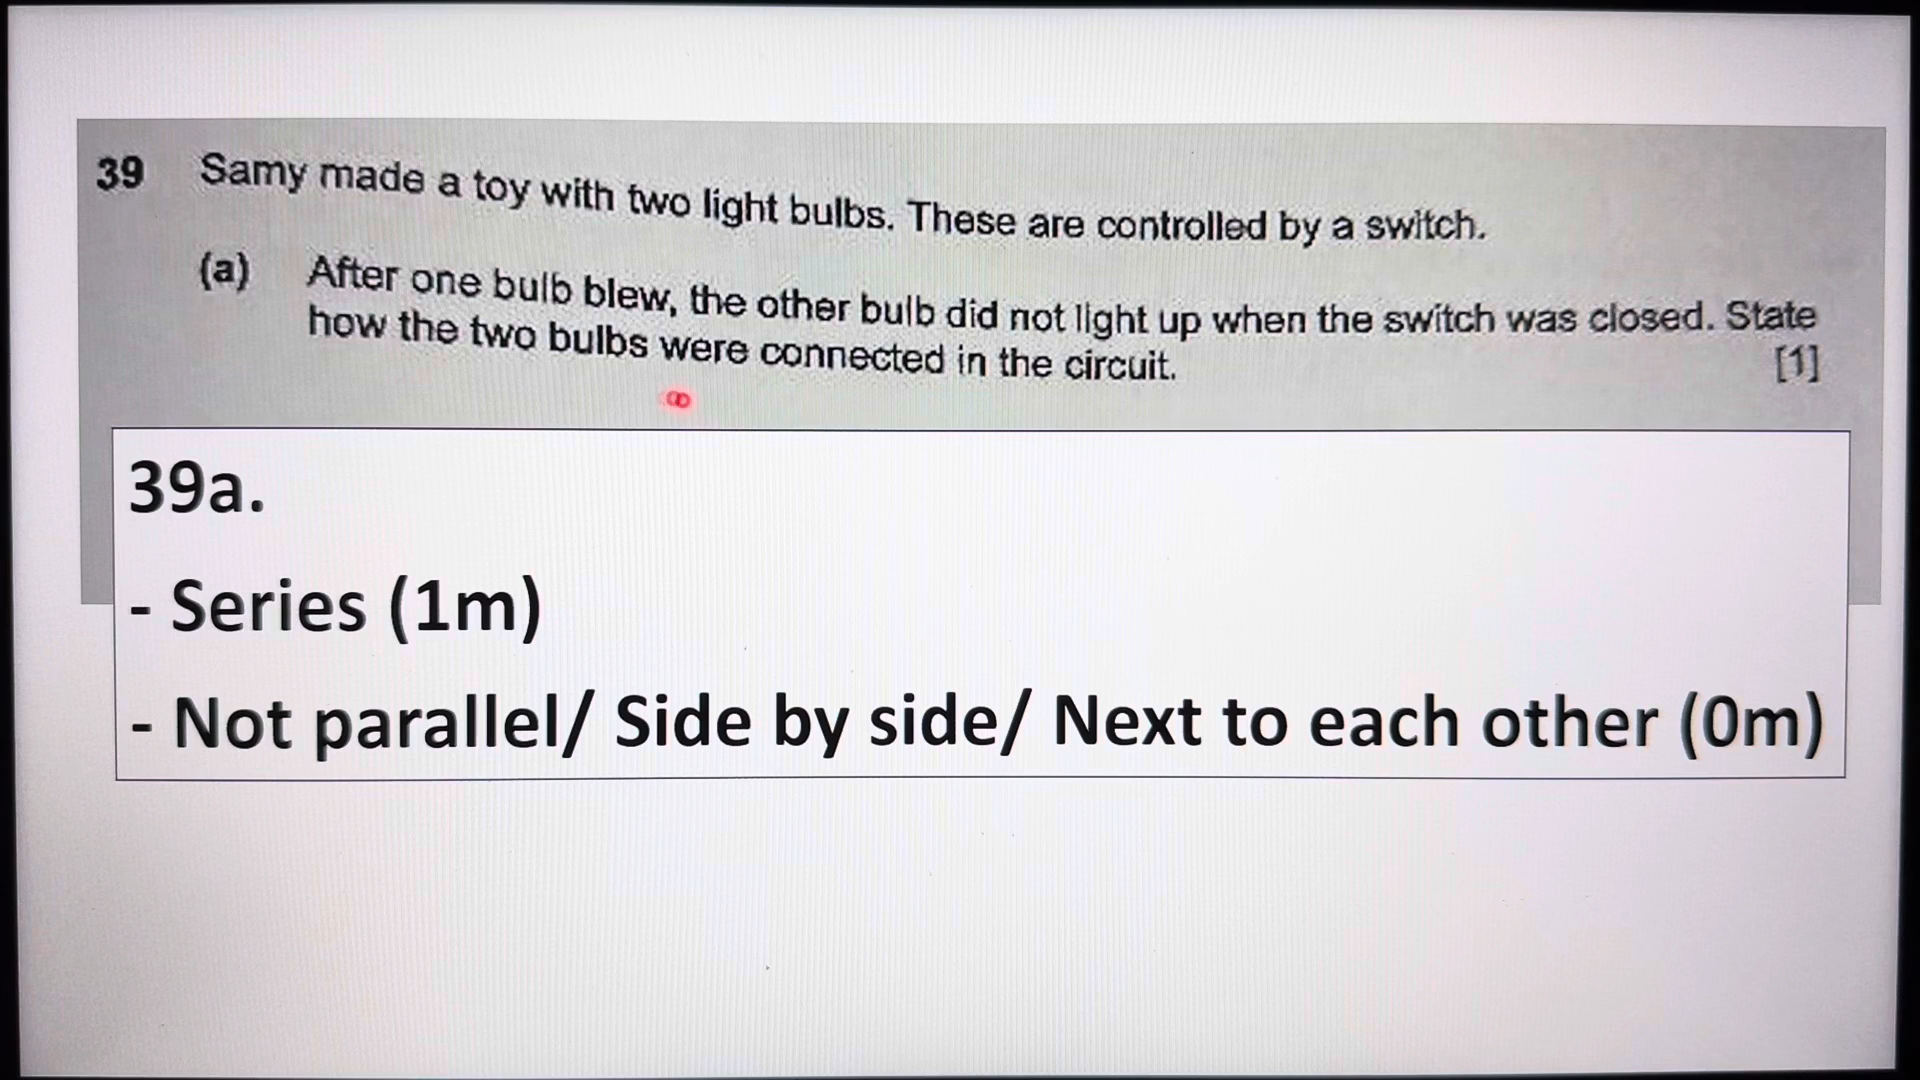 39 Samy made a toy with two light bulbs. These are controlled by a switch.
(a) After one bulb blew, the other bulb did not light up when the switch was closed. State
how the two bulbs were connected in the circuit.
[1]
39a.
- Series (1m)
- Not parallel/ Side by side/ Next to each other (0m)